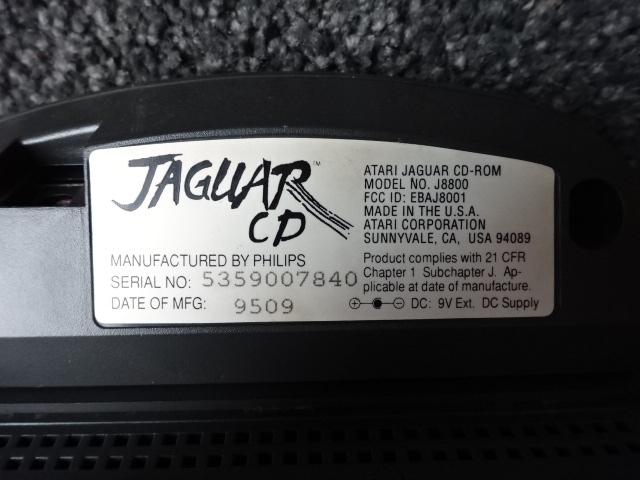 JAGUAR™
CD
ATARI JAGUAR CD-ROM
MODEL NO. J8800
FCC ID: EBAJ8001
MADE IN THE U.S.A.
ATARI CORPORATION
SUNNYVALE, CA, USA 94089
MANUFACTURED BY PHILIPS
SERIAL NO: 5359007840
DATE OF MFG: 9509
Product complies with 21 CFR
Chapter 1 Subchapter J. Ap-
plicable at date of manufacture.
DC: 9V Ext. DC Supply